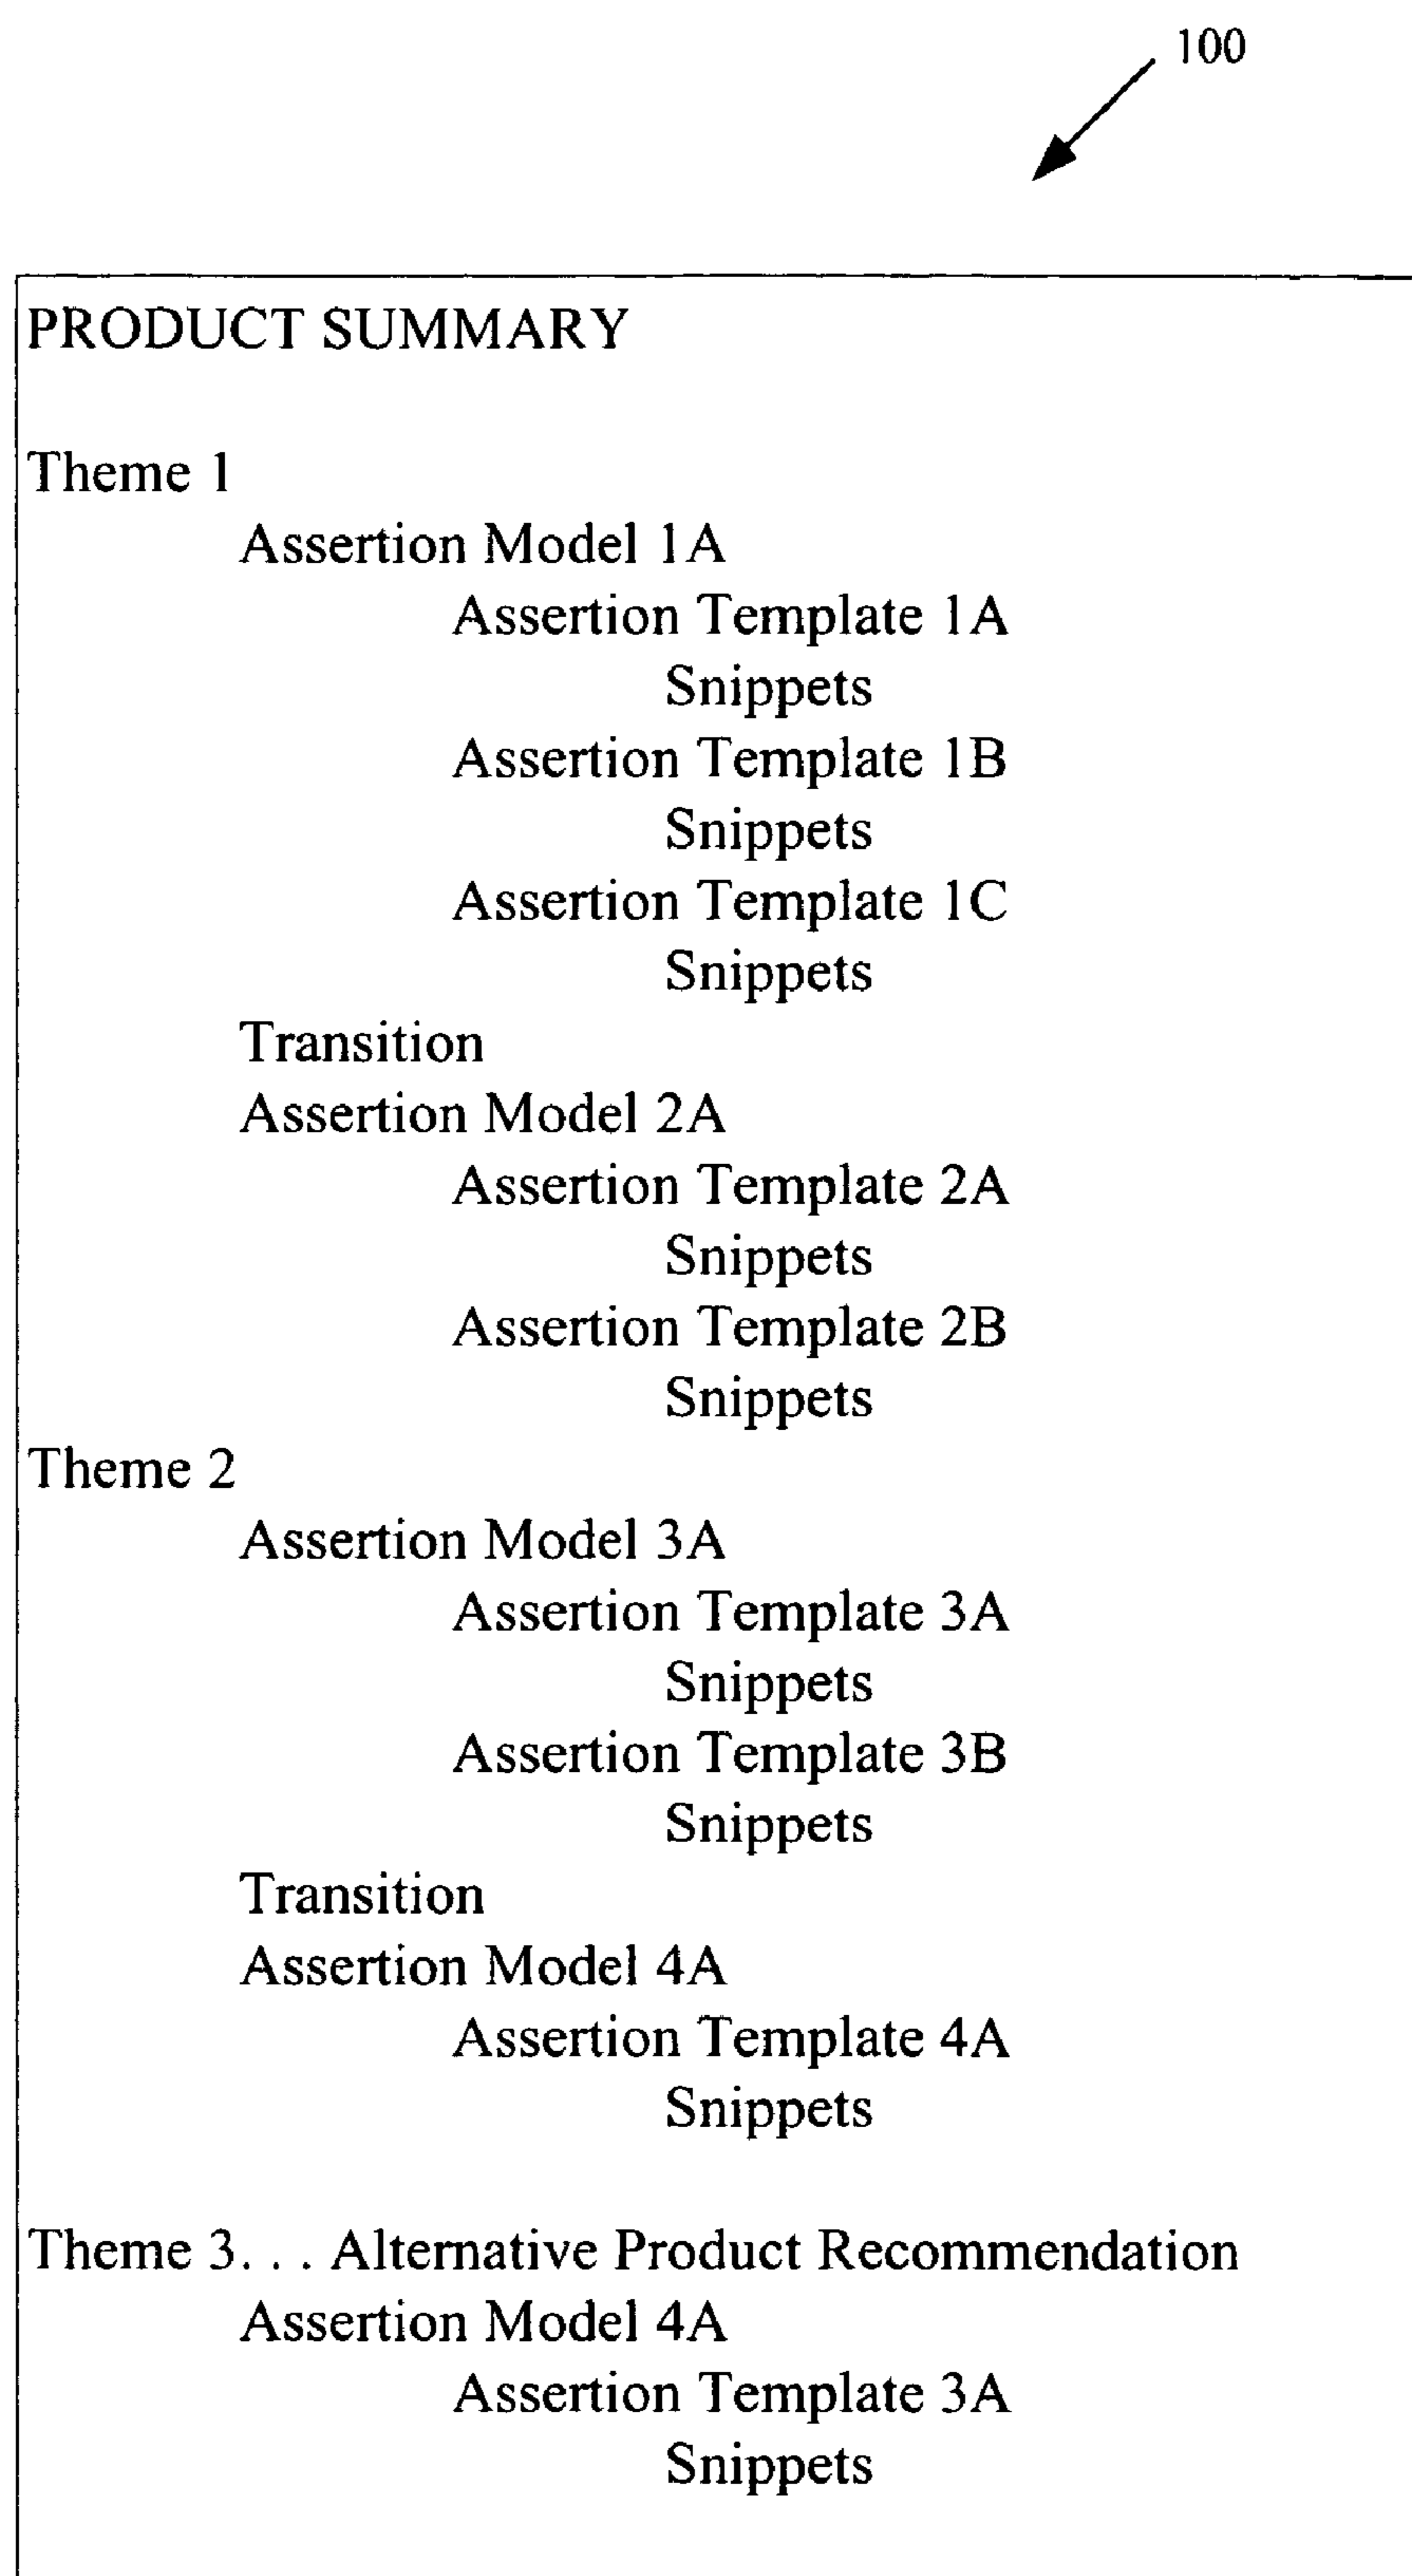 100
PRODUCT SUMMARY
Theme 1
Assertion Model 1A
Assertion Template 1A
Snippets
Assertion Template 1B
Snippets
Assertion Template 1C
Snippets
Transition
Assertion Model 2A
Assertion Template 2A
Snippets
Assertion Template 2B
Snippets
Theme 2
Assertion Model 3A
Assertion Template 3A
Snippets
Assertion Template 3B
Snippets
Transition
Assertion Model 4A
Assertion Template 4A
Snippets
Theme 3. . . Alternative Product Recommendation
Assertion Model 4A
Assertion Template 3A
Snippets